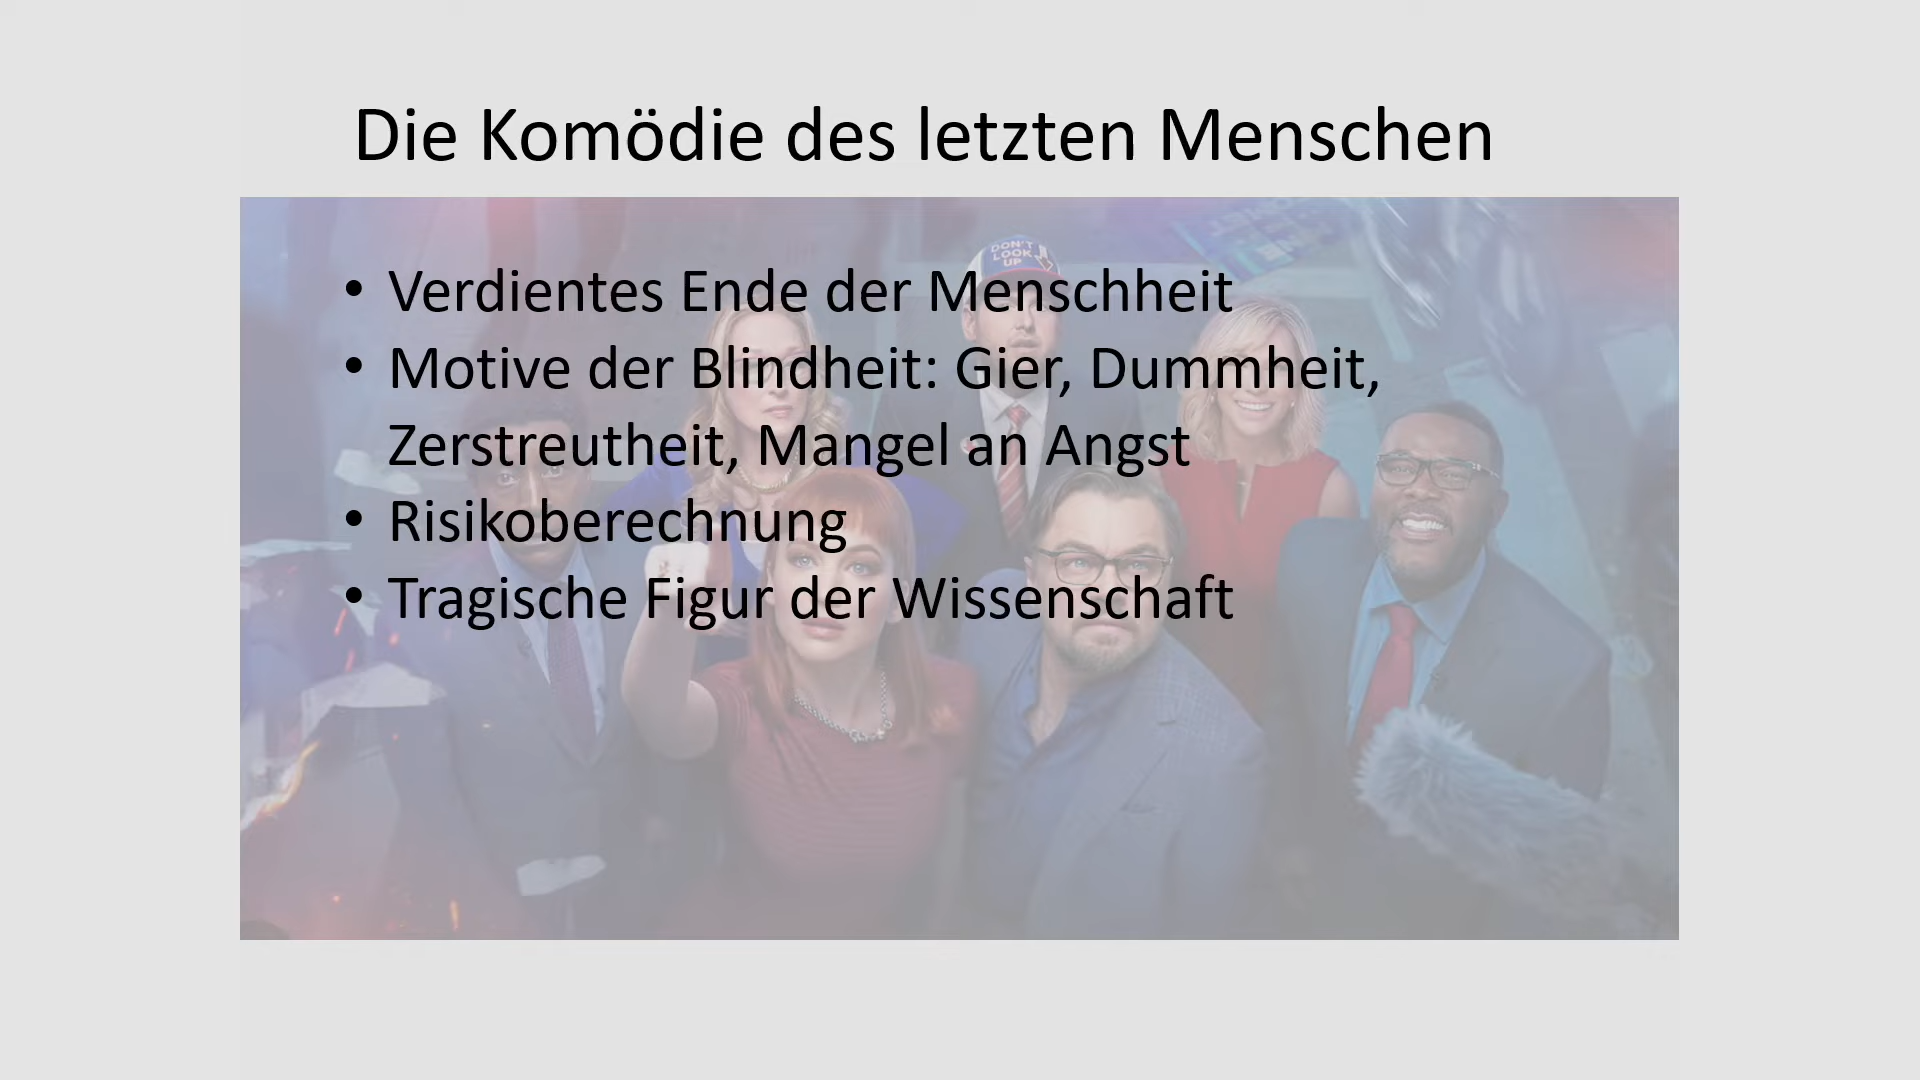 Die Komödie des letzten Menschen
DON'T
LOOK
UP
• Verdientes Ende der Menschheit
• Motive der Blindheit: Gier, Dummheit,
Zerstreutheit, Mangel an Angst
• Risikoberechnung
• Tragische Figur der Wissenschaft